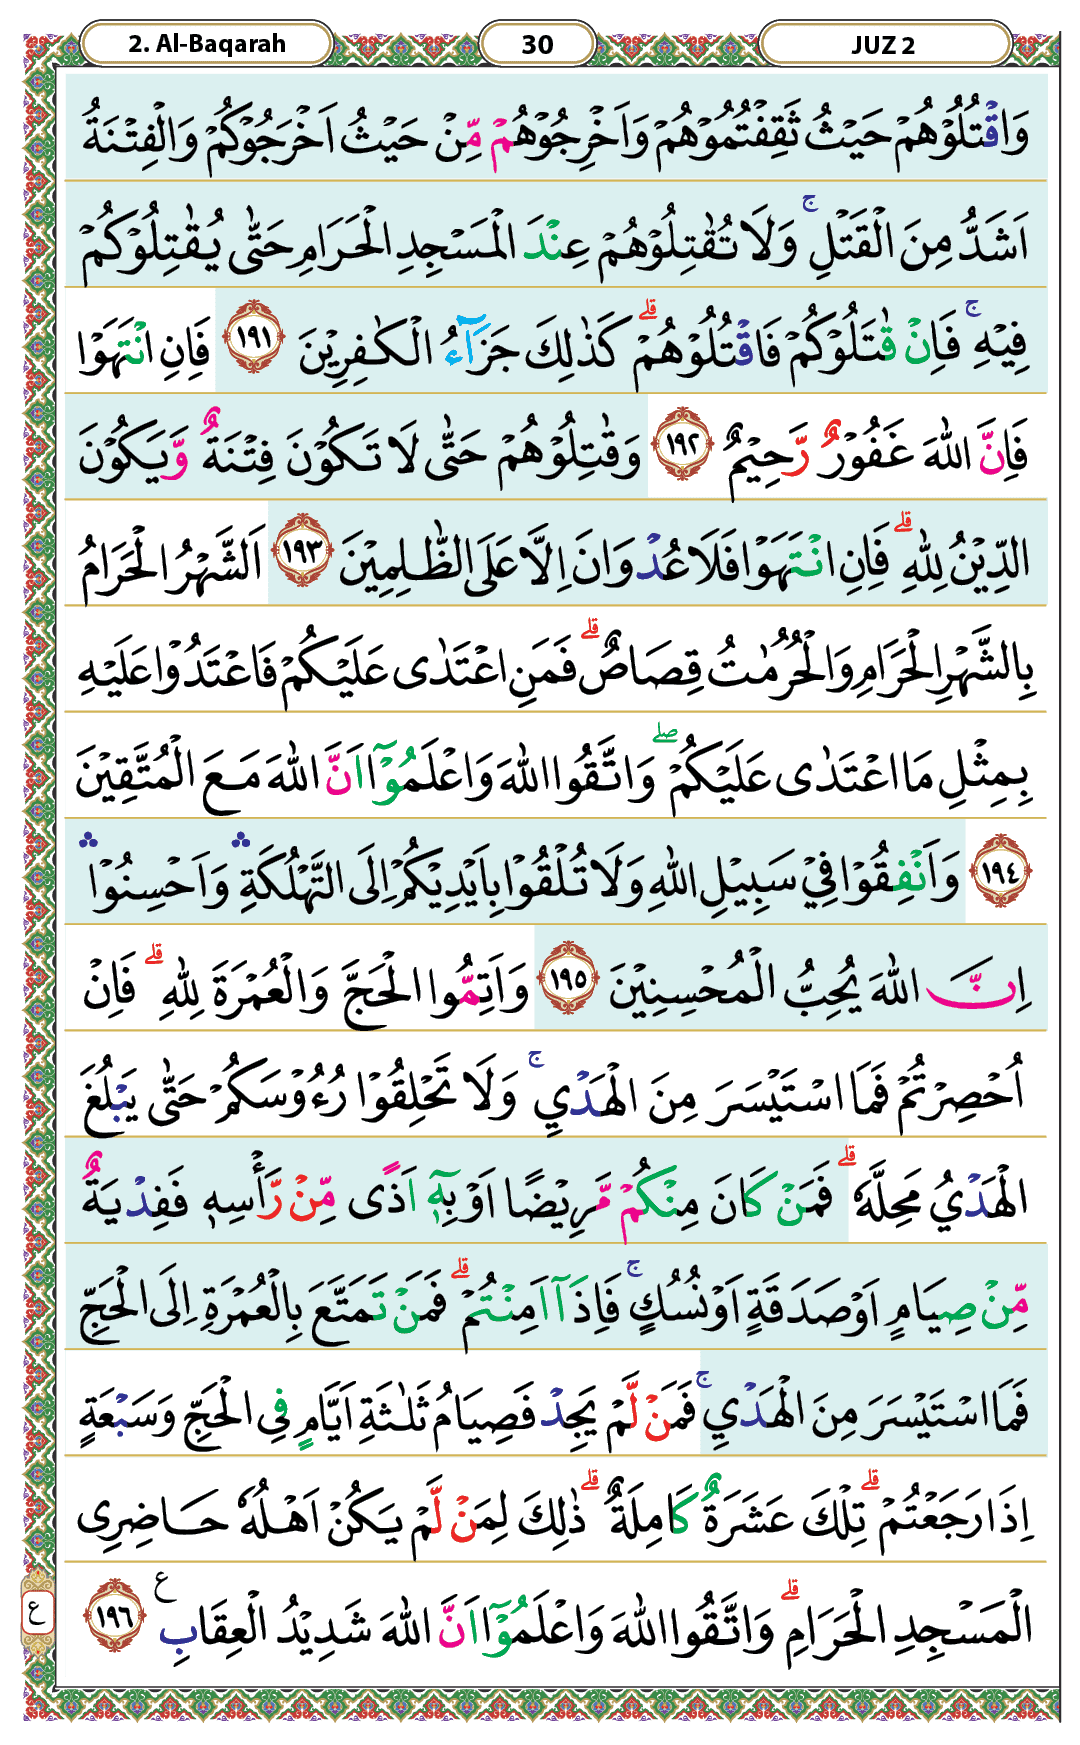 2. Al-Baqarah 30 JUZ 2
وَاقْتُلُوْهُمْ حَيْثُ ثَقِفْتُمُوْهُمْ وَاَخْرِجُوْهُمْ مِّنْ حَيْثُ اَخْرَجُوْكُمْ وَالْفِتْنَةُ
اَشَدُّ مِنَ الْقَتْلِ ۚ وَلَا تُقٰتِلُوْهُمْ عِنْدَ الْمَسْجِدِ الْحَرَامِ حَتّٰى يُقٰتِلُوْكُمْ
فِيْهِ ۚ فَاِنْ قٰتَلُوْكُمْ فَاقْتُلُوْهُمْ ۗ كَذٰلِكَ جَزَاۤءُ الْكٰفِرِيْنَ ١٩١ فَاِنِ انْتَهَوْا
فَاِنَّ اللّٰهَ غَفُوْرٌ رَّحِيْمٌ ١٩٢ وَقٰتِلُوْهُمْ حَتّٰى لَا تَكُوْنَ فِتْنَةٌ وَّيَكُوْنَ
الدِّيْنُ لِلّٰهِ ۗ فَاِنِ انْتَهَوْا فَلَا عُدْوَانَ اِلَّا عَلَى الظّٰلِمِيْنَ ١٩٣ اَلشَّهْرُ الْحَرَامُ
بِالشَّهْرِ الْحَرَامِ وَالْحُرُمٰتُ قِصَاصٌ ۗ فَمَنِ اعْتَدٰى عَلَيْكُمْ فَاعْتَدُوْا عَلَيْهِ
بِمِثْلِ مَا اعْتَدٰى عَلَيْكُمْ ۖ وَاتَّقُوا اللّٰهَ وَاعْلَمُوْٓا اَنَّ اللّٰهَ مَعَ الْمُتَّقِيْنَ
١٩٤ وَاَنْفِقُوْا فِيْ سَبِيْلِ اللّٰهِ وَلَا تُلْقُوْا بِاَيْدِيْكُمْ اِلَى التَّهْلُكَةِ ۛ وَاَحْسِنُوْا ۛ
اِنَّ اللّٰهَ يُحِبُّ الْمُحْسِنِيْنَ ١٩٥ وَاَتِمُّوا الْحَجَّ وَالْعُمْرَةَ لِلّٰهِ ۗ فَاِنْ
اُحْصِرْتُمْ فَمَا اسْتَيْسَرَ مِنَ الْهَدْيِ ۚ وَلَا تَحْلِقُوْا رُءُوْسَكُمْ حَتّٰى يَبْلُغَ
الْهَدْيُ مَحِلَّهٗ ۗ فَمَنْ كَانَ مِنْكُمْ مَّرِيْضًا اَوْ بِهٖٓ اَذًى مِّنْ رَّأْسِهٖ فَفِدْيَةٌ
مِّنْ صِيَامٍ اَوْ صَدَقَةٍ اَوْ نُسُكٍ ۚ فَاِذَآ اَمِنْتُمْ ۗ فَمَنْ تَمَتَّعَ بِالْعُمْرَةِ اِلَى الْحَجِّ
فَمَا اسْتَيْسَرَ مِنَ الْهَدْيِ ۚ فَمَنْ لَّمْ يَجِدْ فَصِيَامُ ثَلٰثَةِ اَيَّامٍ فِى الْحَجِّ وَسَبْعَةٍ
اِذَا رَجَعْتُمْ ۗ تِلْكَ عَشَرَةٌ كَامِلَةٌ ۗ ذٰلِكَ لِمَنْ لَّمْ يَكُنْ اَهْلُهٗ حَاضِرِى
الْمَسْجِدِ الْحَرَامِ ۗ وَاتَّقُوا اللّٰهَ وَاعْلَمُوْٓا اَنَّ اللّٰهَ شَدِيْدُ الْعِقَابِ ع ١٩٦
ع